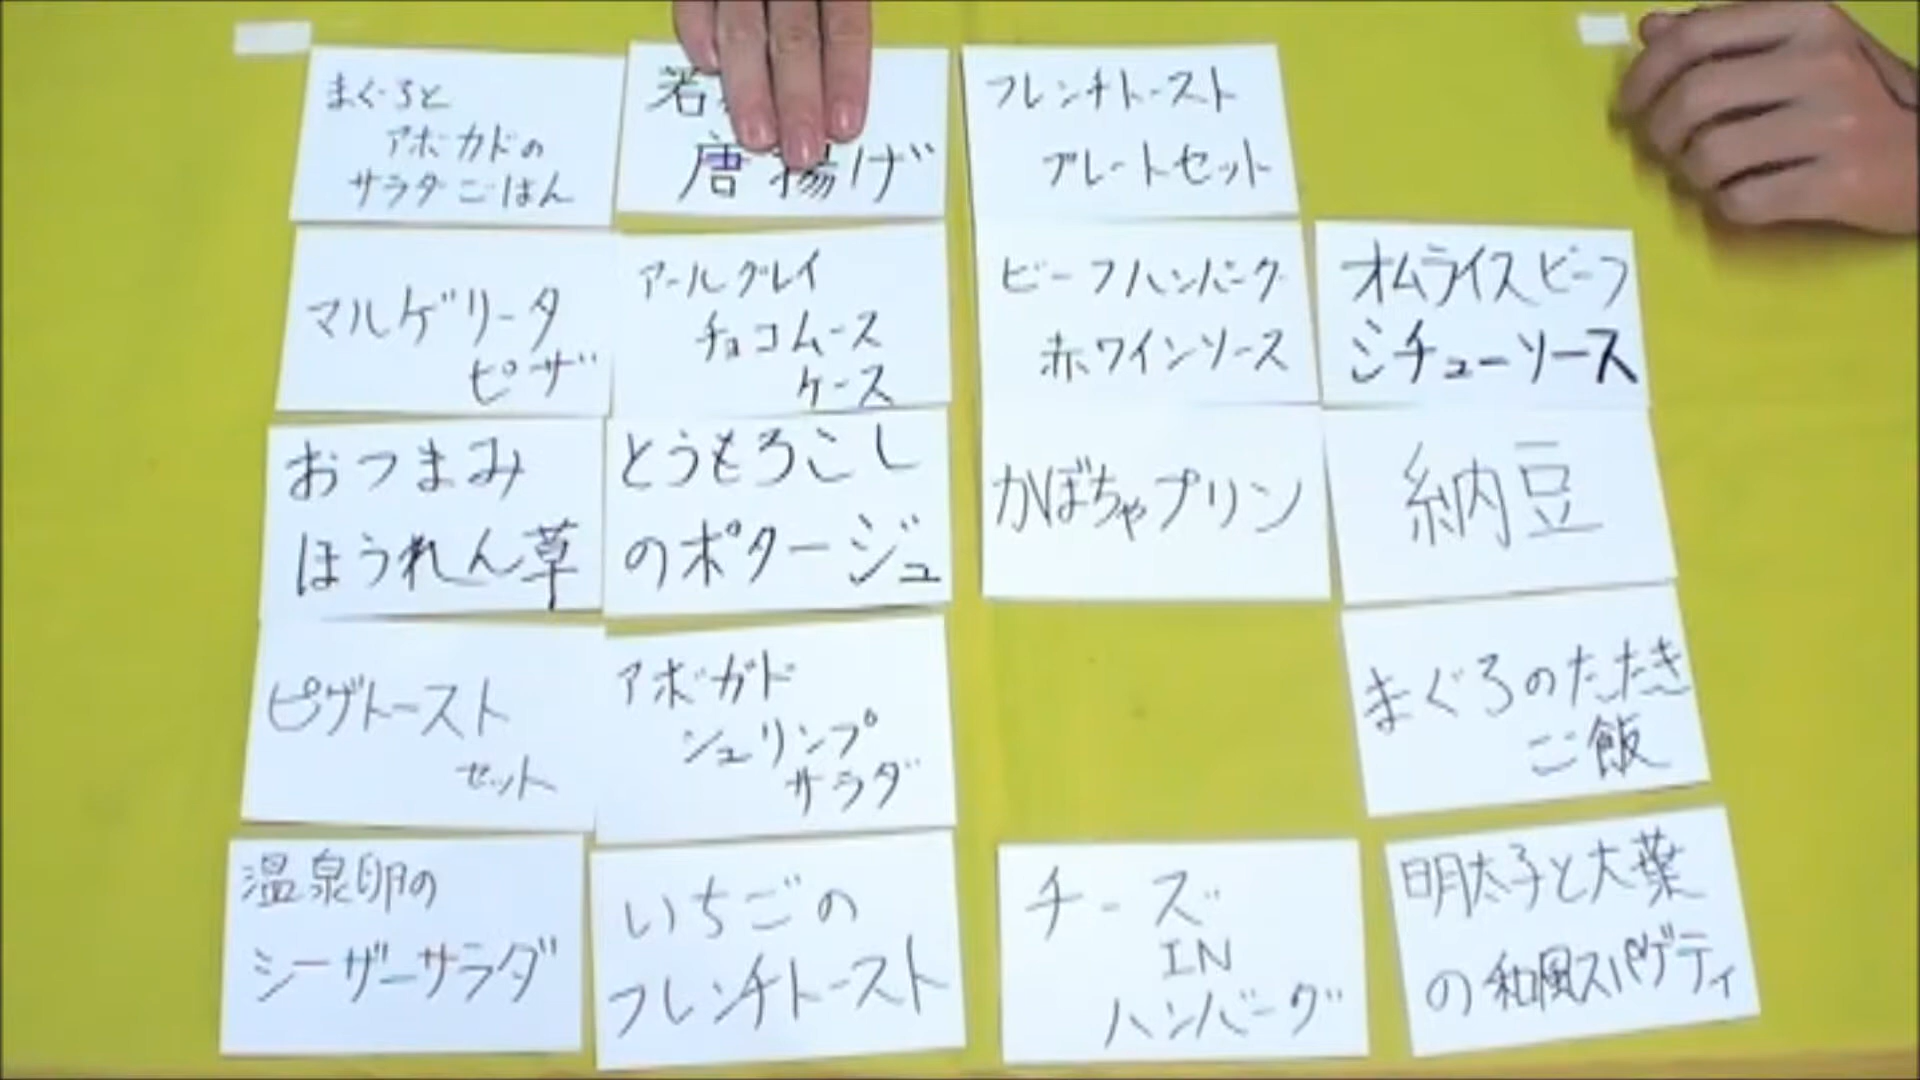 まぐろと
アボカドの
サラダごはん
若
唐揚げ
フレンチトースト
プレートセット
マルゲリータ
ピザ
アールグレイ
チョコムース
ケース
ビーフハンバーグ
赤ワインソース
オムライスビーフ
シチューソース
おつまみ
ほうれん草
とうもろこし
のポタージュ
かぼちゃプリン
納豆
ピザトースト
セット
アボガド
シュリンプ
サラダ
まぐろのたたき
ご飯
温泉卵の
シーザーサラダ
いちごの
フレンチトースト
チーズ
IN
ハンバーグ
明太子と大葉
の和風スパゲティ